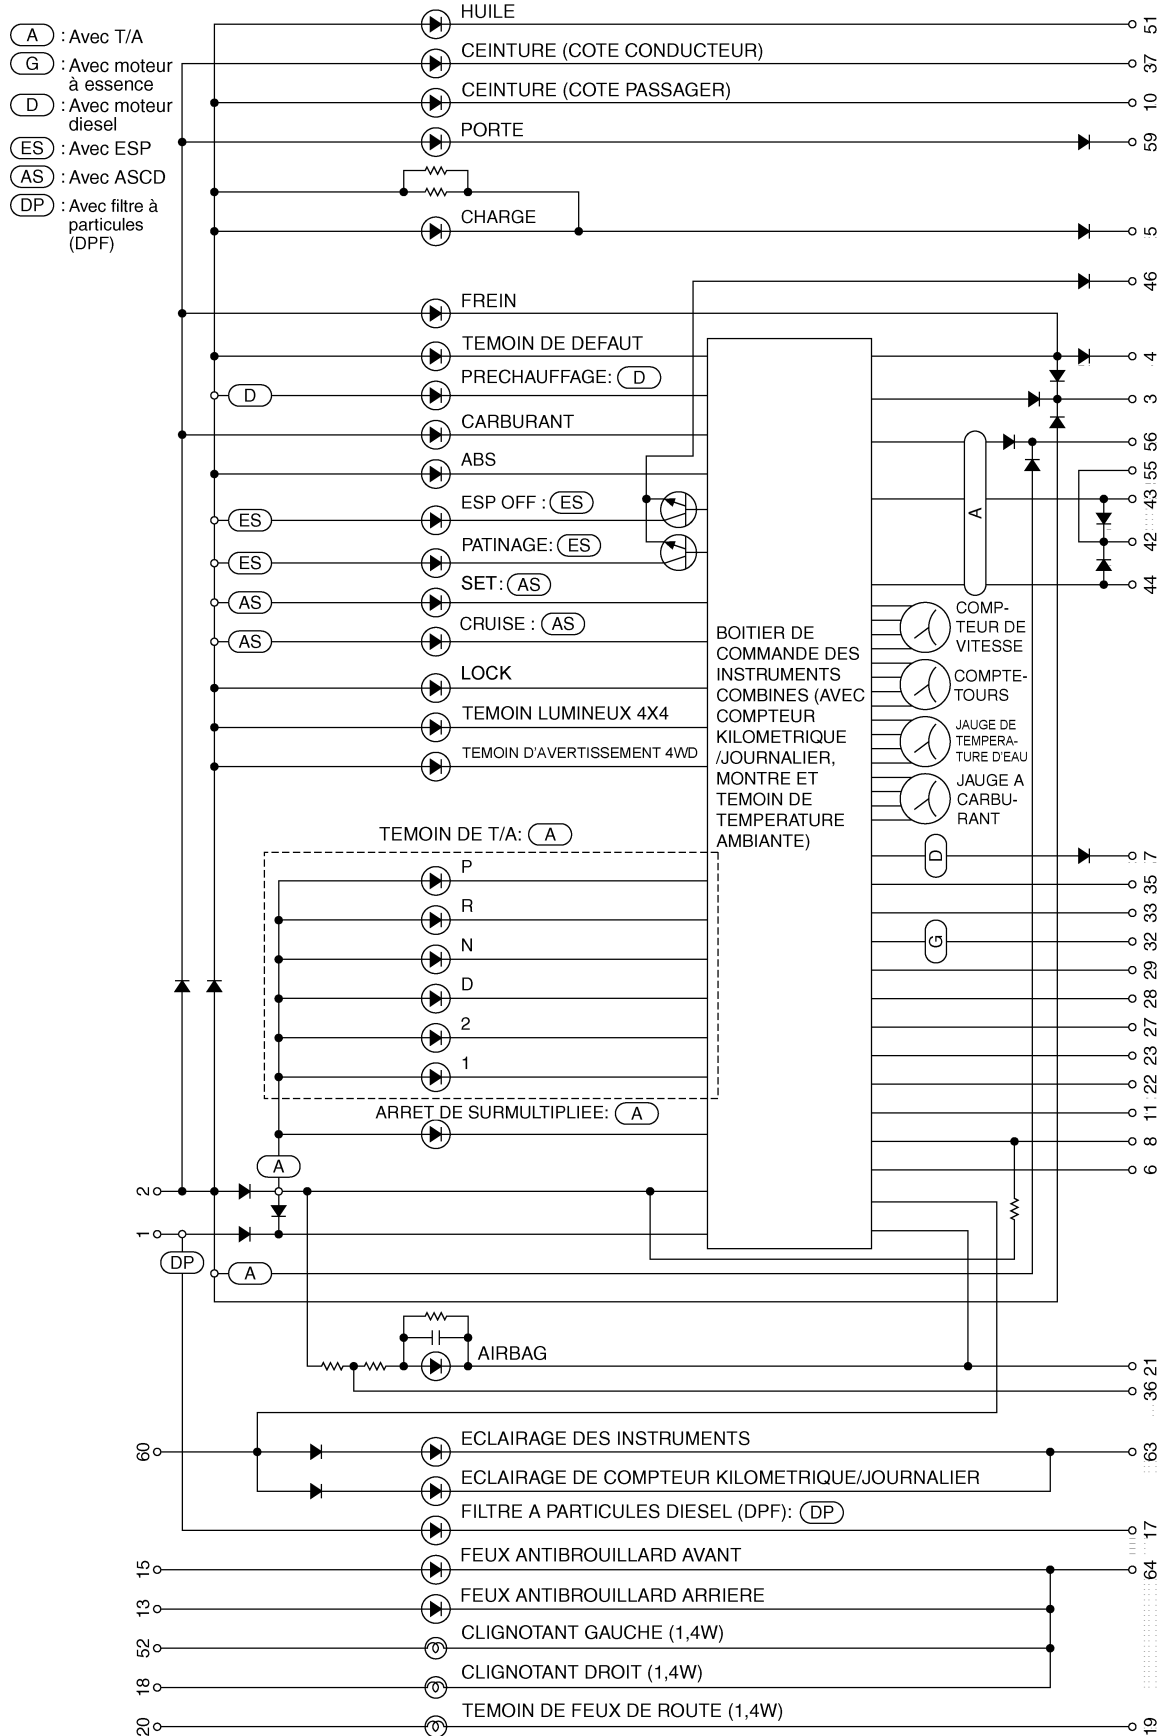 A : Avec T/A
G : Avec moteur
à essence
D : Avec moteur
diesel
ES : Avec ESP
AS : Avec ASCD
DP : Avec filtre à
particules
(DPF)
HUILE
51
CEINTURE (COTE CONDUCTEUR)
37
CEINTURE (COTE PASSAGER)
10
PORTE
59
CHARGE
5
46
FREIN
TEMOIN DE DEFAUT
4
PRECHAUFFAGE: D
D
3
CARBURANT
56
ABS
55
ESP OFF : ES
ES
43
A
PATINAGE: ES
ES
42
SET: AS
AS
44
CRUISE : AS
AS
LOCK
TEMOIN LUMINEUX 4X4
TEMOIN D'AVERTISSEMENT 4WD
BOITIER DE
COMMANDE DES
INSTRUMENTS
COMBINES (AVEC
COMPTEUR
KILOMETRIQUE
/JOURNALIER,
MONTRE ET
TEMOIN DE
TEMPERATURE
AMBIANTE)
COMP-
TEUR DE
VITESSE
COMPTE-
TOURS
JAUGE DE
TEMPERA-
TURE D'EAU
JAUGE A
CARBU-
RANT
TEMOIN DE T/A: A
P
R
N
D
2
1
ARRET DE SURMULTIPLIEE: A
A
D
7
35
33
G
32
29
28
27
23
22
11
8
6
2
1
DP
A
AIRBAG
21
36
60
ECLAIRAGE DES INSTRUMENTS
63
ECLAIRAGE DE COMPTEUR KILOMETRIQUE/JOURNALIER
FILTRE A PARTICULES DIESEL (DPF): DP
17
15
FEUX ANTIBROUILLARD AVANT
64
13
FEUX ANTIBROUILLARD ARRIERE
52
CLIGNOTANT GAUCHE (1,4W)
18
CLIGNOTANT DROIT (1,4W)
20
TEMOIN DE FEUX DE ROUTE (1,4W)
19